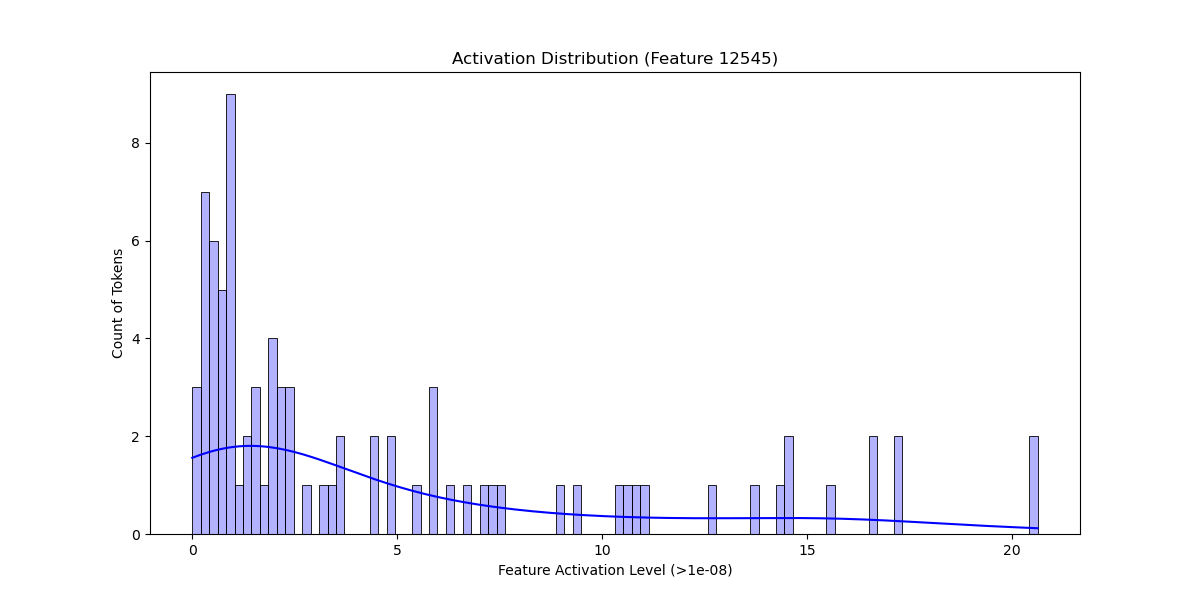 Activation Distribution (Feature 12545)
Count of Tokens
8
6
4
2
0
0 5 10 15 20
Feature Activation Level (>1e-08)